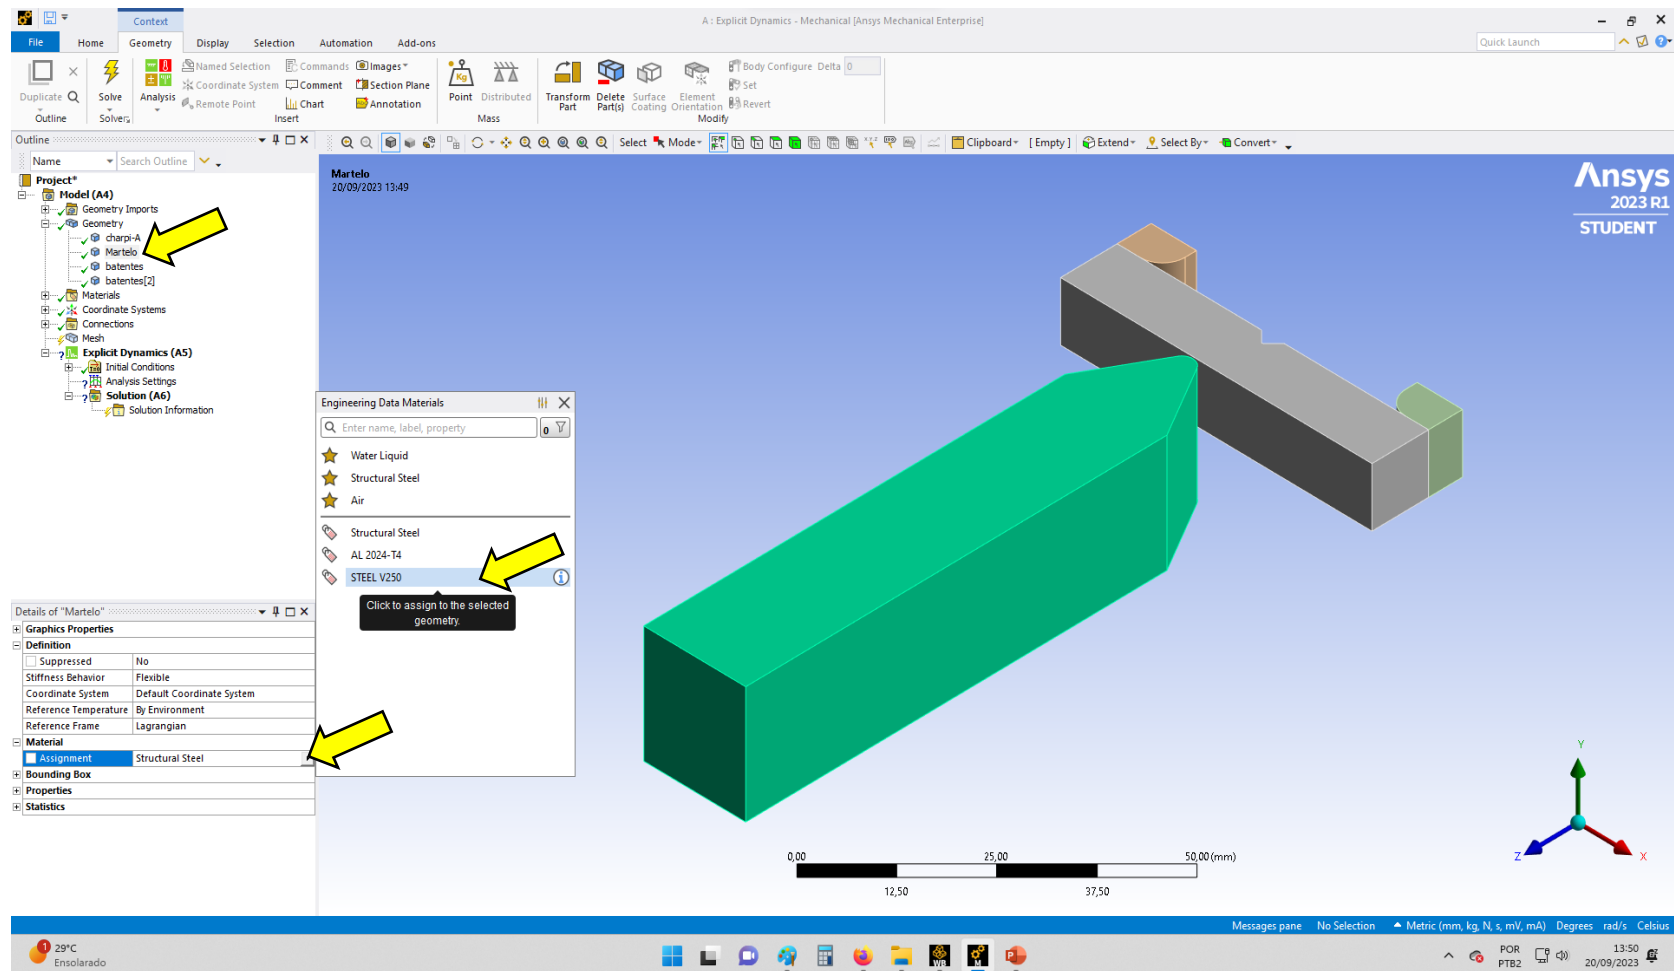 Context
A : Explicit Dynamics - Mechanical [Ansys Mechanical Enterprise]
File Home Geometry Display Selection Automation Add-ons
Quick Launch
Duplicate
Outline
Solve
Solver
Analysis
Named Selection
Coordinate System
Remote Point
Commands
Comment
Chart
Images
Section Plane
Annotation
Insert
Kg
Point
Distributed
Mass
Transform Part
Delete Part(s)
Surface Coating
Element Orientation
Body Configure Delta 0
Set
Revert
Modify
Outline
Select Mode Clipboard [ Empty ] Extend Select By Convert
Name Search Outline
Project*
Model (A4)
Geometry Imports
Geometry
charpi-A
Martelo
batentes
batentes[2]
Materials
Coordinate Systems
Connections
Mesh
Explicit Dynamics (A5)
Initial Conditions
Analysis Settings
Solution (A6)
Solution Information
Martelo
20/09/2023 13:49
Ansys
2023 R1
STUDENT
Engineering Data Materials
Enter name, label, property
0
Water Liquid
Structural Steel
Air
Structural Steel
AL 2024-T4
STEEL V250
Click to assign to the selected
geometry.
Details of "Martelo"
Graphics Properties
Definition
Suppressed No
Stiffness Behavior Flexible
Coordinate System Default Coordinate System
Reference Temperature By Environment
Reference Frame Lagrangian
Material
Assignment Structural Steel
Bounding Box
Properties
Statistics
0,00 25,00 50,00 (mm)
12,50 37,50
Y
Z X
Messages pane No Selection Metric (mm, kg, N, s, mV, mA) Degrees rad/s Celsius
1
29°C
Ensolarado
WB
M
P
POR
PTB2
13:50
20/09/2023